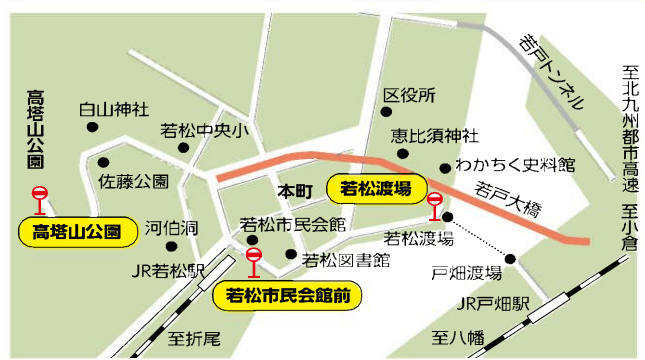 高塔山公園
白山神社
若松中央小
佐藤公園
高塔山公園
河伯洞
JR若松駅
至折尾
若松市民会館
若松図書館
若松市民会館前
本町
区役所
恵比須神社
わかちく史料館
若松渡場
若松渡場
若戸大橋
若戸トンネル
至北九州都市高速
至小倉
戸畑渡場
JR戸畑駅
至八幡